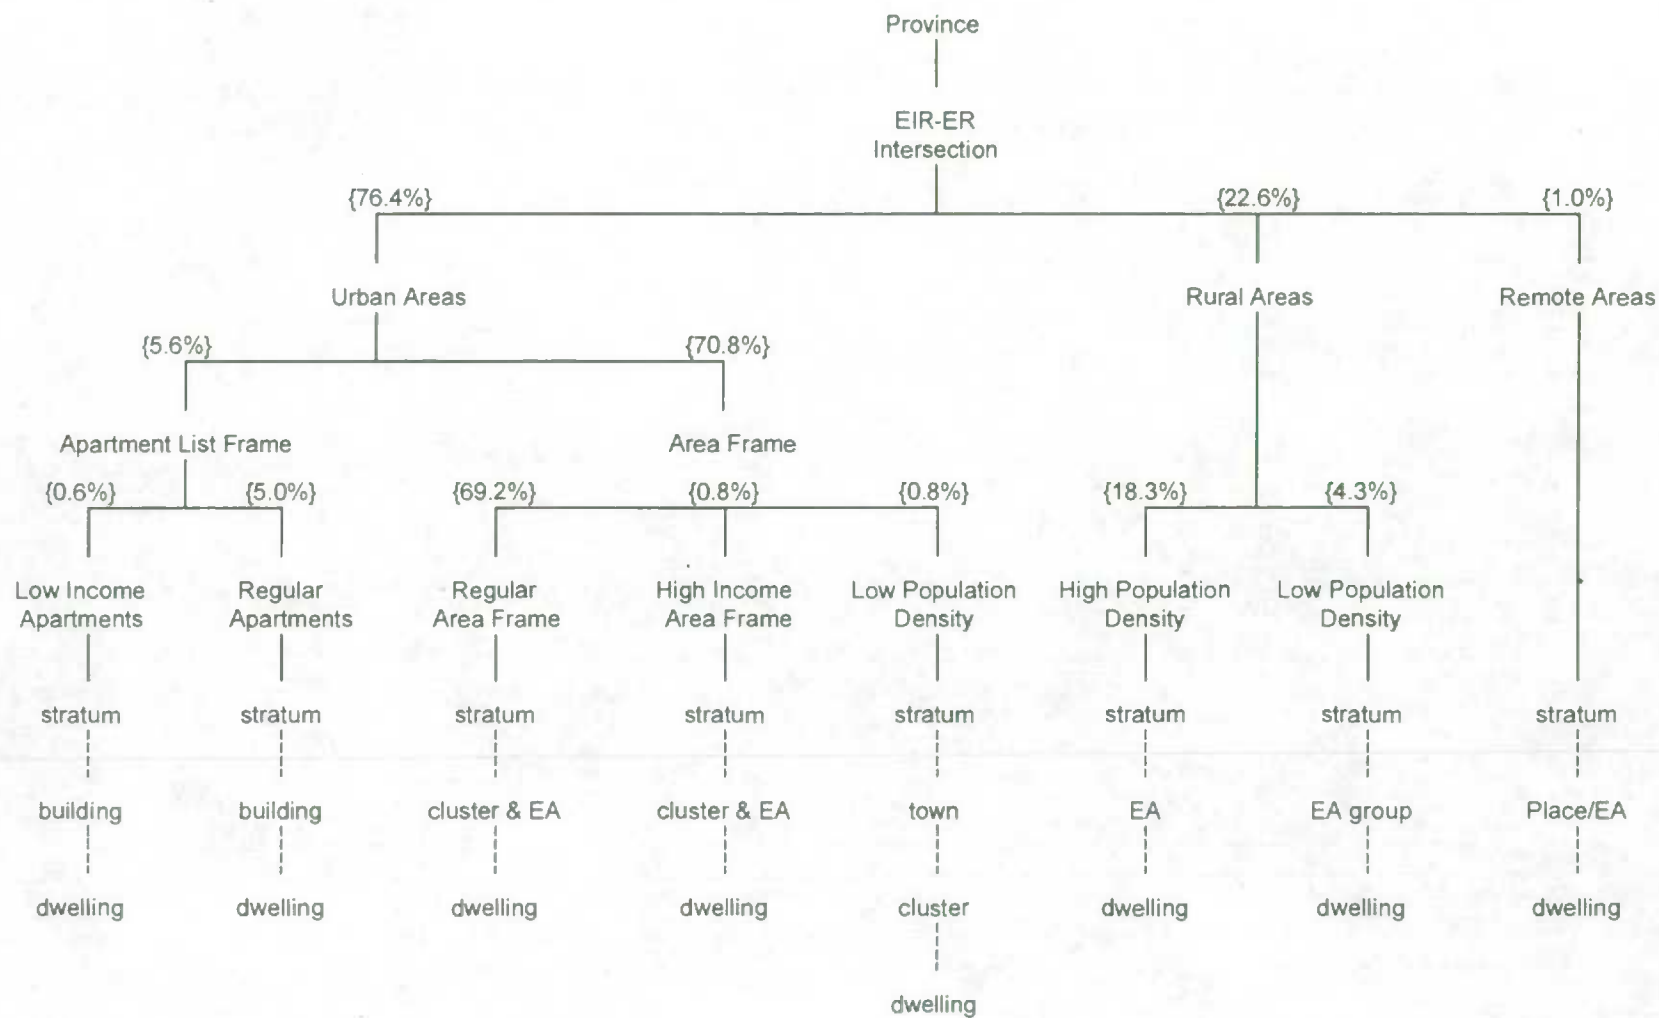 Province
EIR-ER
Intersection
{76.4%} {22.6%} {1.0%}
Urban Areas Rural Areas Remote Areas
{5.6%} {70.8%}
Apartment List Frame Area Frame
{0.6%} {5.0%} {69.2%} {0.8%} {0.8%} {18.3%} {4.3%}
Low Income Regular Regular High Income Low Population High Population Low Population
Apartments Apartments Area Frame Area Frame Density Density Density
stratum stratum stratum stratum stratum stratum stratum stratum
building building cluster & EA cluster & EA town EA EA group Place/EA
dwelling dwelling dwelling dwelling cluster dwelling dwelling dwelling
dwelling